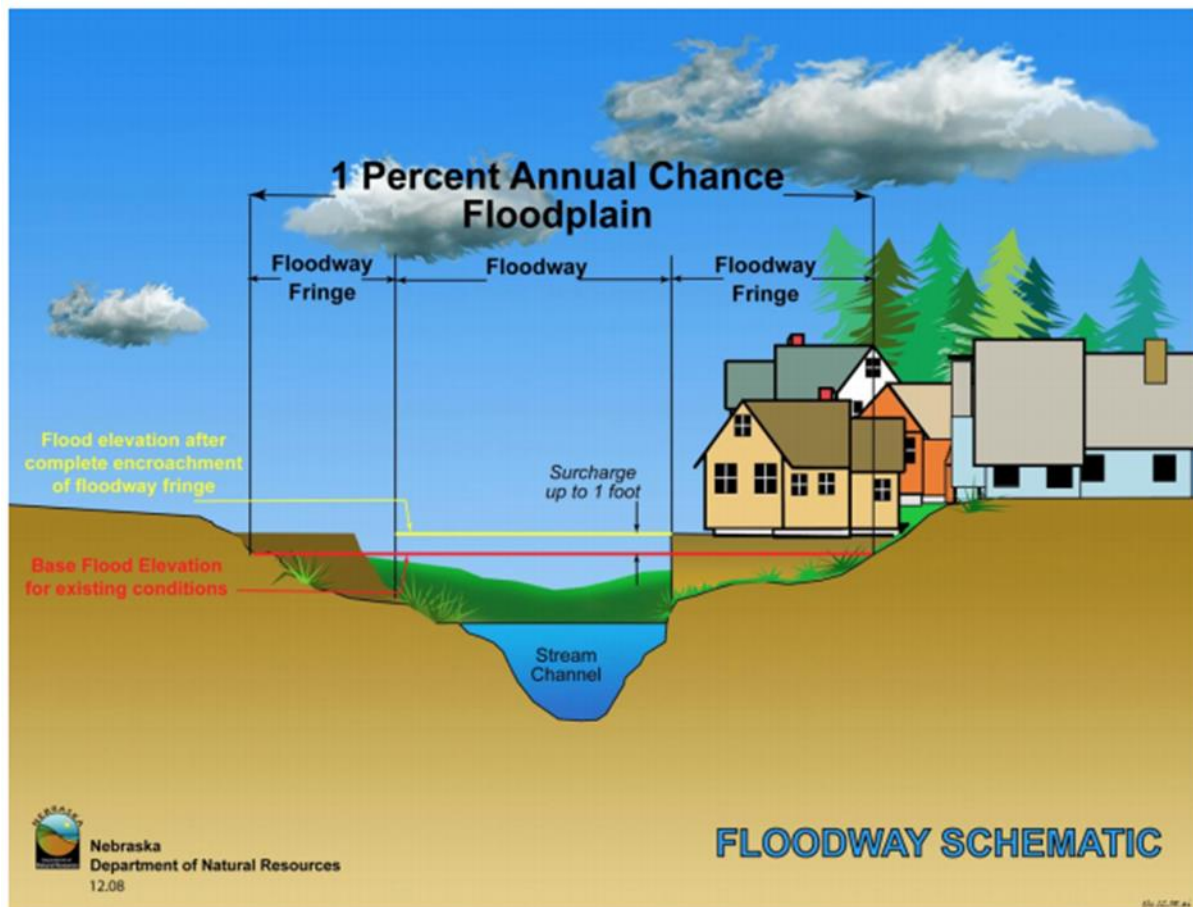 1 Percent Annual Chance
Floodplain
Floodway
Fringe
Floodway
Floodway
Fringe
Flood elevation after
complete encroachment
of floodway fringe
Surcharge
up to 1 foot
Base Flood Elevation
for existing conditions
Stream
Channel
NEBRASKA
Nebraska
Department of Natural Resources
12.08
FLOODWAY SCHEMATIC